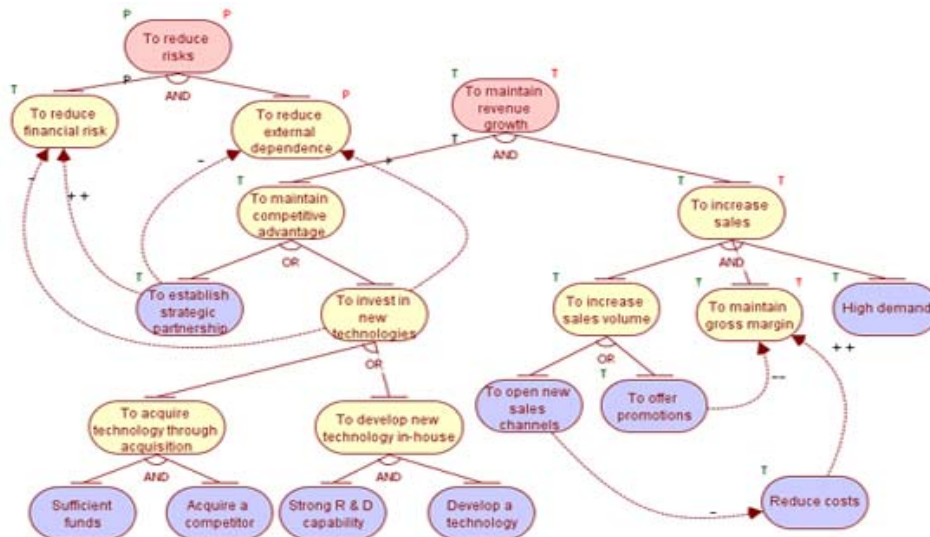 P
P
To reduce
risks
P
AND
T
To reduce
financial risk
P
To reduce
external
dependence
T
T
To maintain
revenue
growth
T
AND
-
-
++
+
T
To maintain
competitive
advantage
OR
T
T
To increase
sales
AND
T
To establish
strategic
partnership
To invest in
new
technologies
OR
T
To increase
sales volume
OR
T
T
To maintain
gross margin
T
High demand
++
--
To open new
sales
channels
T
To offer
promotions
To acquire
technology through
acquisition
AND
To develop new
technology in-house
AND
Sufficient
funds
Acquire a
competitor
Strong R & D
capability
Develop a
technology
-
T
Reduce costs